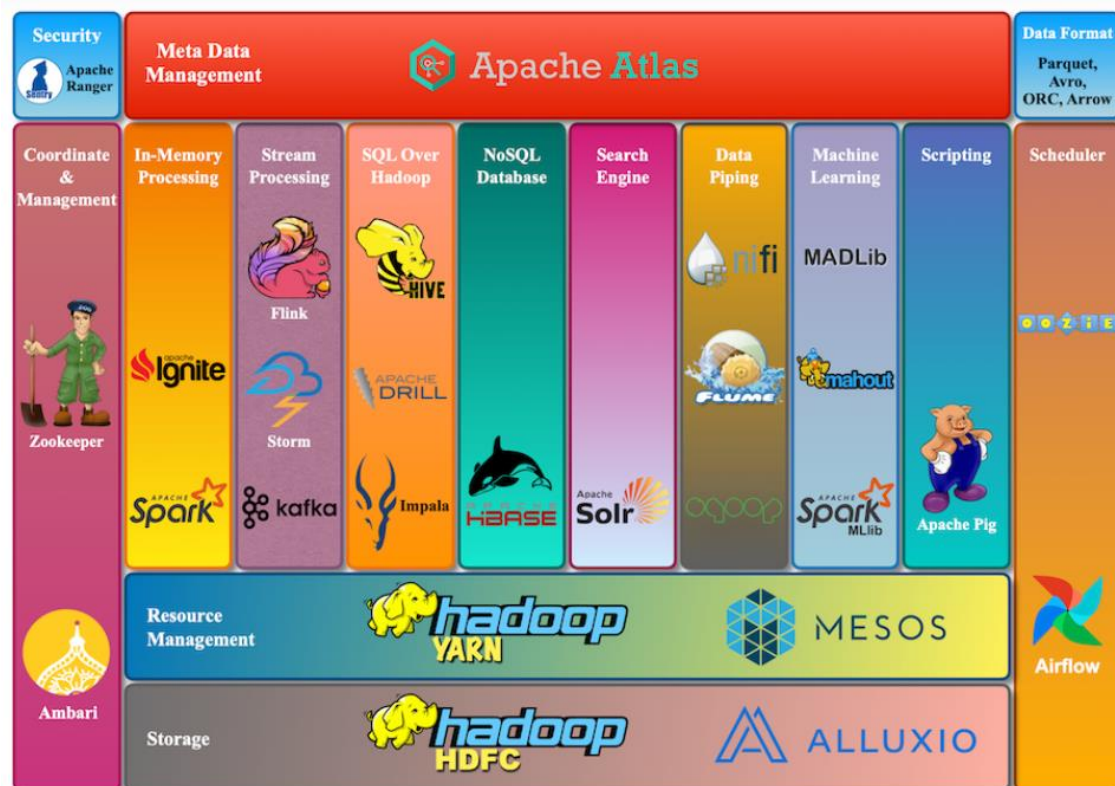 Security
Apache
Ranger
Sentry
Meta Data
Management
Apache Atlas
Data Format
Parquet,
Avro,
ORC, Arrow
Coordinate
&
Management
Zookeeper
Ambari
In-Memory
Processing
apache
Ignite
APACHE
Spark
Stream
Processing
Flink
Storm
kafka
SQL Over
Hadoop
HIVE
APACHE
DRILL
Impala
NoSQL
Database
APACHE
HBASE
Search
Engine
Apache
Solr
Data
Piping
nifi
FLUME
sqoop
Machine
Learning
MADLib
mahout
APACHE
Spark
MLlib
Scripting
Apache Pig
Scheduler
OOZIE
Airflow
Resource
Management
hadoop
YARN
MESOS
Storage
hadoop
HDFC
ALLUXIO